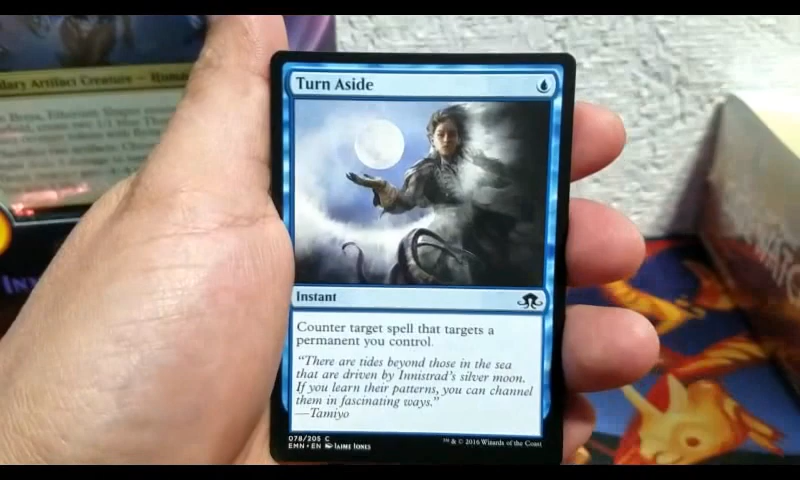 Turn Aside
Instant
Counter target spell that targets a
permanent you control.
"There are tides beyond those in the sea
that are driven by Innistrad's silver moon.
If you learn their patterns, you can channel
them in fascinating ways."
—Tamiyo
078/205 C
EMN • EN Jaime Jones
™ & © 2016 Wizards of the Coast
Artifact Creature —